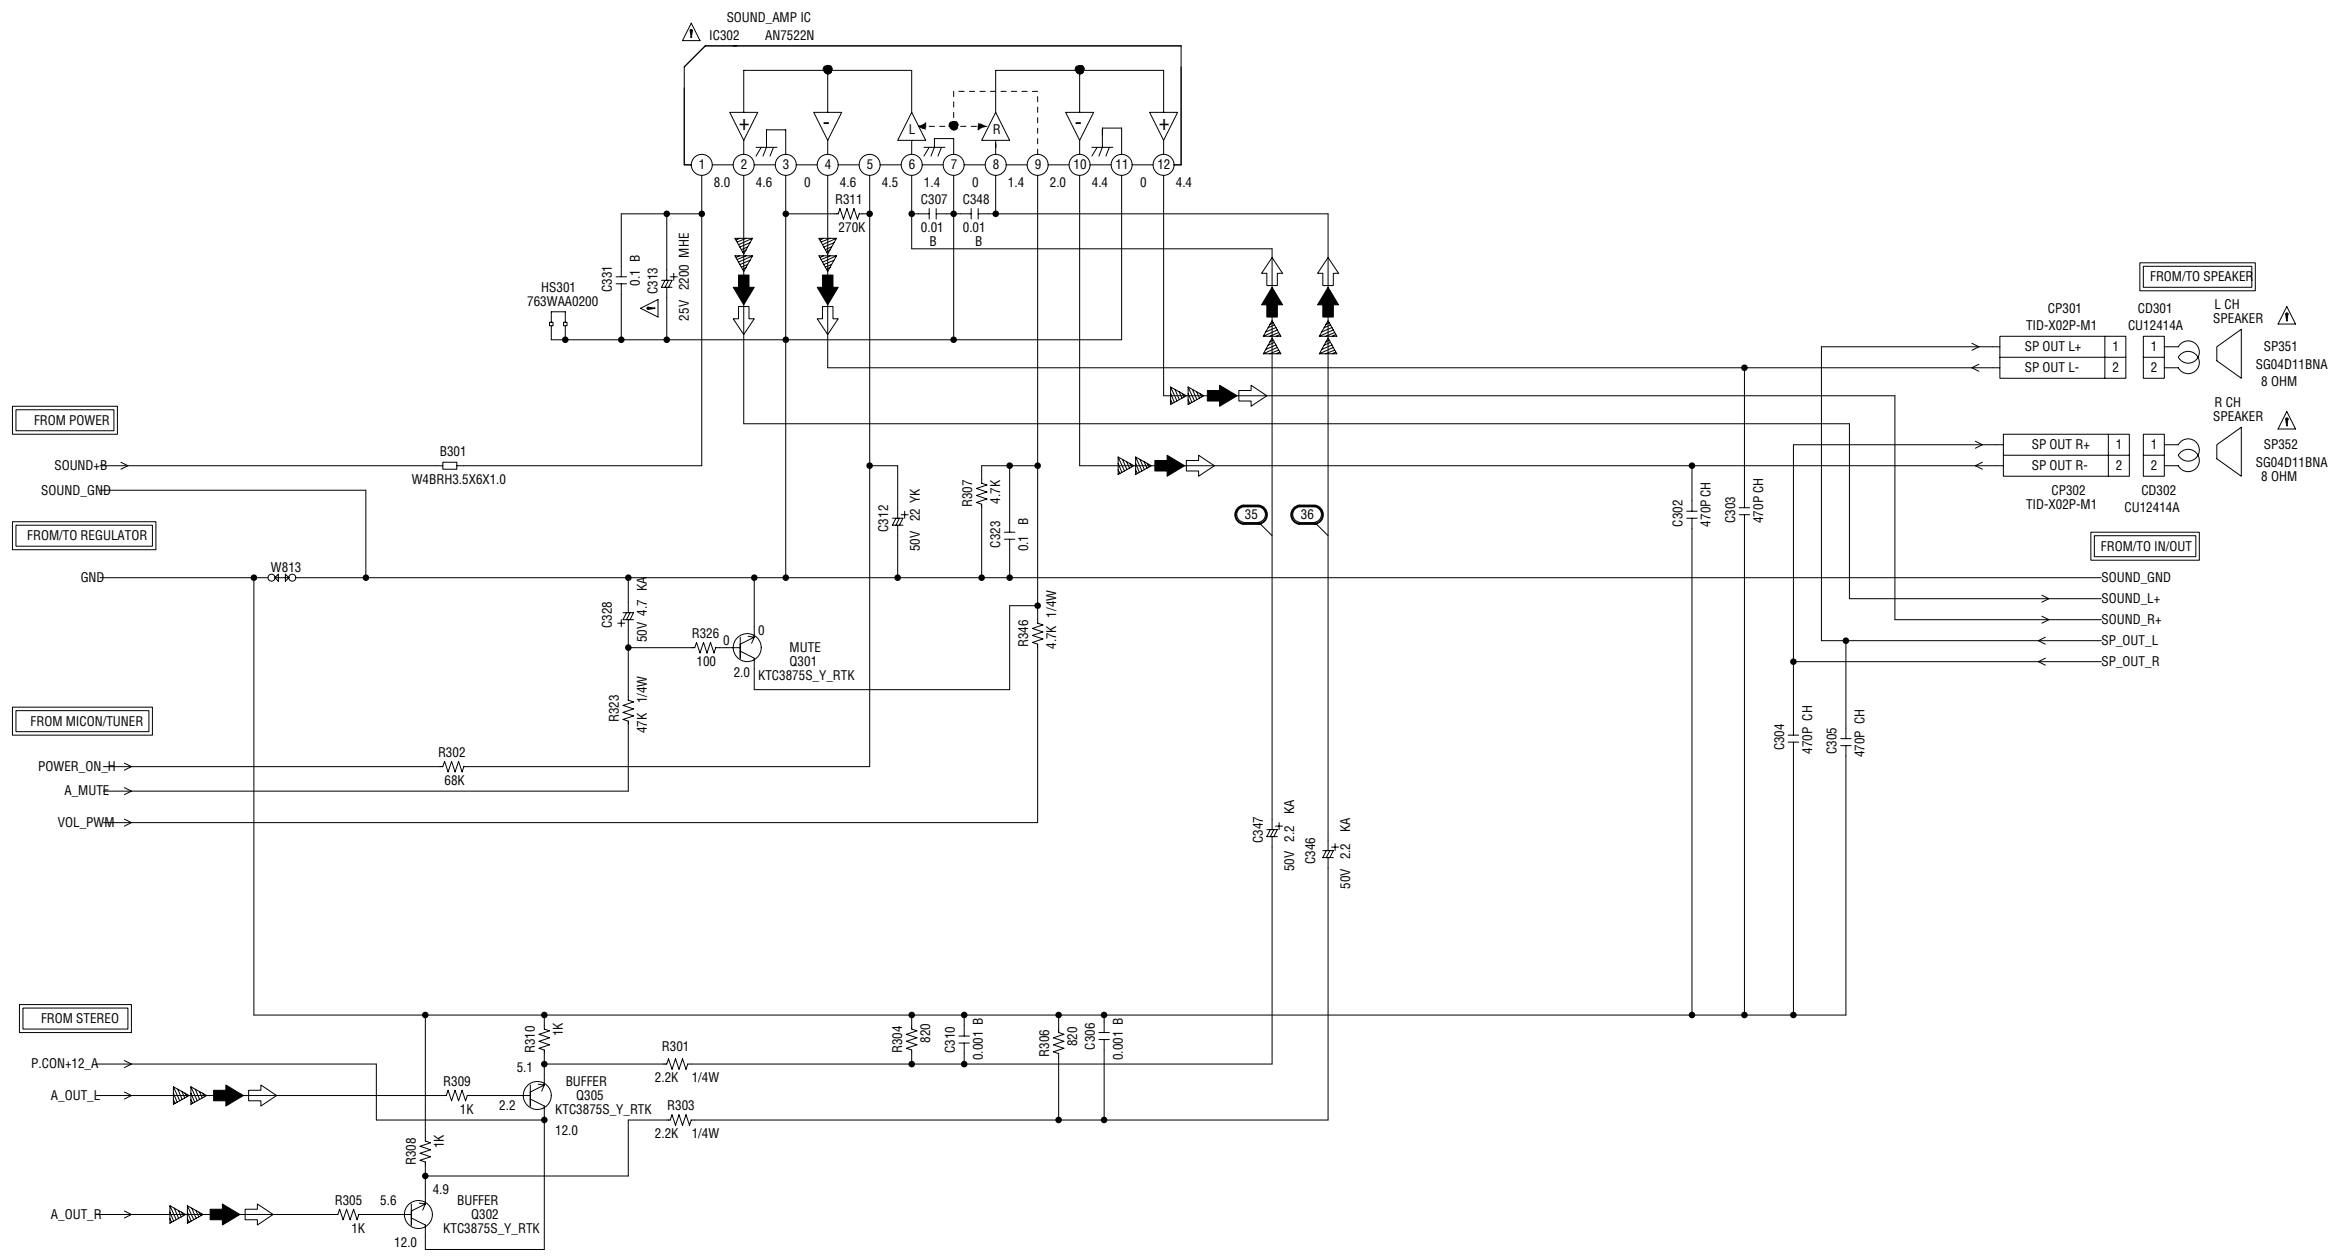 SOUND_AMP IC
IC302 AN7522N
+ - L R - +
1 2 3 4 5 6 7 8 9 10 11 12
8.0 4.6 0 4.6 4.5 1.4 0 1.4 2.0 4.4 0 4.4
R311
270K
C307
0.01
B
C348
0.01
B
C331
0.1 B
C313
25V 2200 MHE
HS301
763WAA0200
FROM/TO SPEAKER
CP301
TID-X02P-M1
CD301
CU12414A
L CH
SPEAKER
SP OUT L+ 1
SP OUT L- 2
1
2
SP351
SG04D11BNA
8 OHM
R CH
SPEAKER
SP OUT R+ 1
SP OUT R- 2
1
2
SP352
SG04D11BNA
8 OHM
CP302
TID-X02P-M1
CD302
CU12414A
FROM POWER
SOUND+B
B301
W4BRH3.5X6X1.0
SOUND_GND
FROM/TO REGULATOR
GND
W813
C312
50V 22 YK
R307
4.7K
C323
0.1 B
35
36
C302
470P CH
C303
470P CH
FROM/TO IN/OUT
SOUND_GND
SOUND_L+
SOUND_R+
SP_OUT_L
SP_OUT_R
C328
50V 4.7 KA
R326
100
0
0
2.0
MUTE
Q301
KTC3875S_Y_RTK
R346
4.7K 1/4W
R323
47K 1/4W
C304
470P CH
C305
470P CH
FROM MICON/TUNER
POWER_ON_H
R302
68K
A_MUTE
VOL_PWM
C347
50V 2.2 KA
C346
50V 2.2 KA
FROM STEREO
P.CON+12_A
A_OUT_L
R309
1K
R310
1K
5.1
2.2
12.0
BUFFER
Q305
KTC3875S_Y_RTK
R301
2.2K 1/4W
R303
2.2K 1/4W
R304
820
C310
0.001 B
R306
820
C306
0.001 B
R308
1K
A_OUT_R
R305
1K
5.6
4.9
12.0
BUFFER
Q302
KTC3875S_Y_RTK